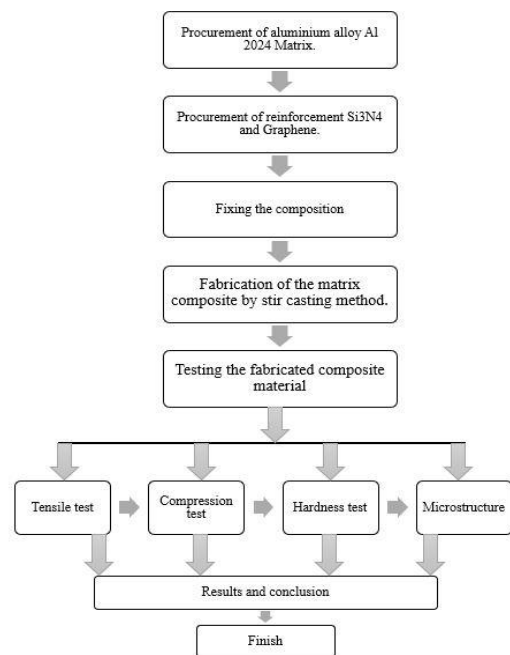 Procurement of aluminium alloy Al
2024 Matrix.
Procurement of reinforcement Si3N4
and Graphene.
Fixing the composition
Fabrication of the matrix
composite by stir casting method.
Testing the fabricated composite
material
Tensile test
Compression
test
Hardness test
Microstructure
Results and conclusion
Finish